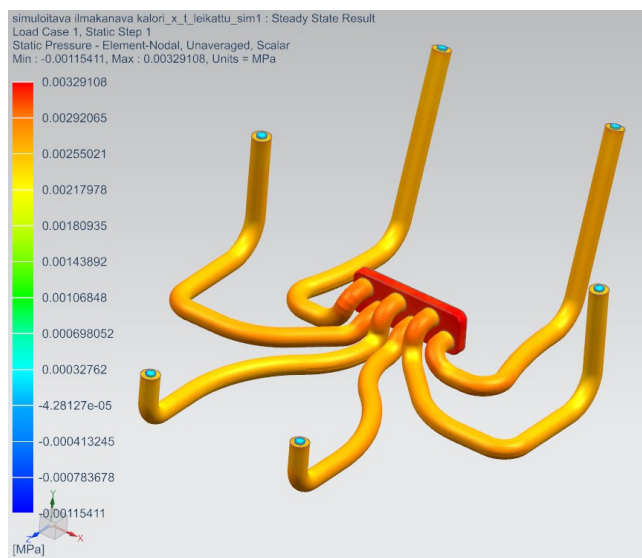 simuloitava ilmakanava kalori_x_t_leikattu_sim1 : Steady State Result
Load Case 1, Static Step 1
Static Pressure - Element-Nodal, Unaveraged, Scalar
Min : -0.00115411, Max : 0.00329108, Units = MPa
0.00329108
0.00292065
0.00255021
0.00217978
0.00180935
0.00143892
0.00106848
0.000698052
0.00032762
-4.28127e-05
-0.000413245
-0.000783678
-0.00115411
Y
Z
X
[MPa]